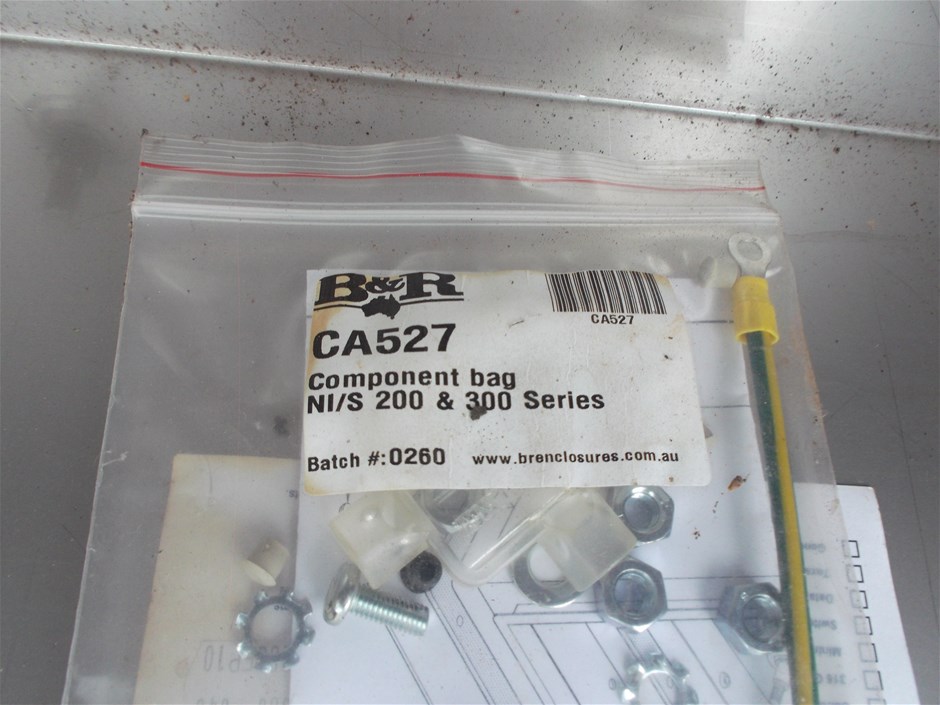 B&R
CA527
CA527
Component bag
NI/S 200 & 300 Series
Batch #:0260 www.brenclosures.com.au